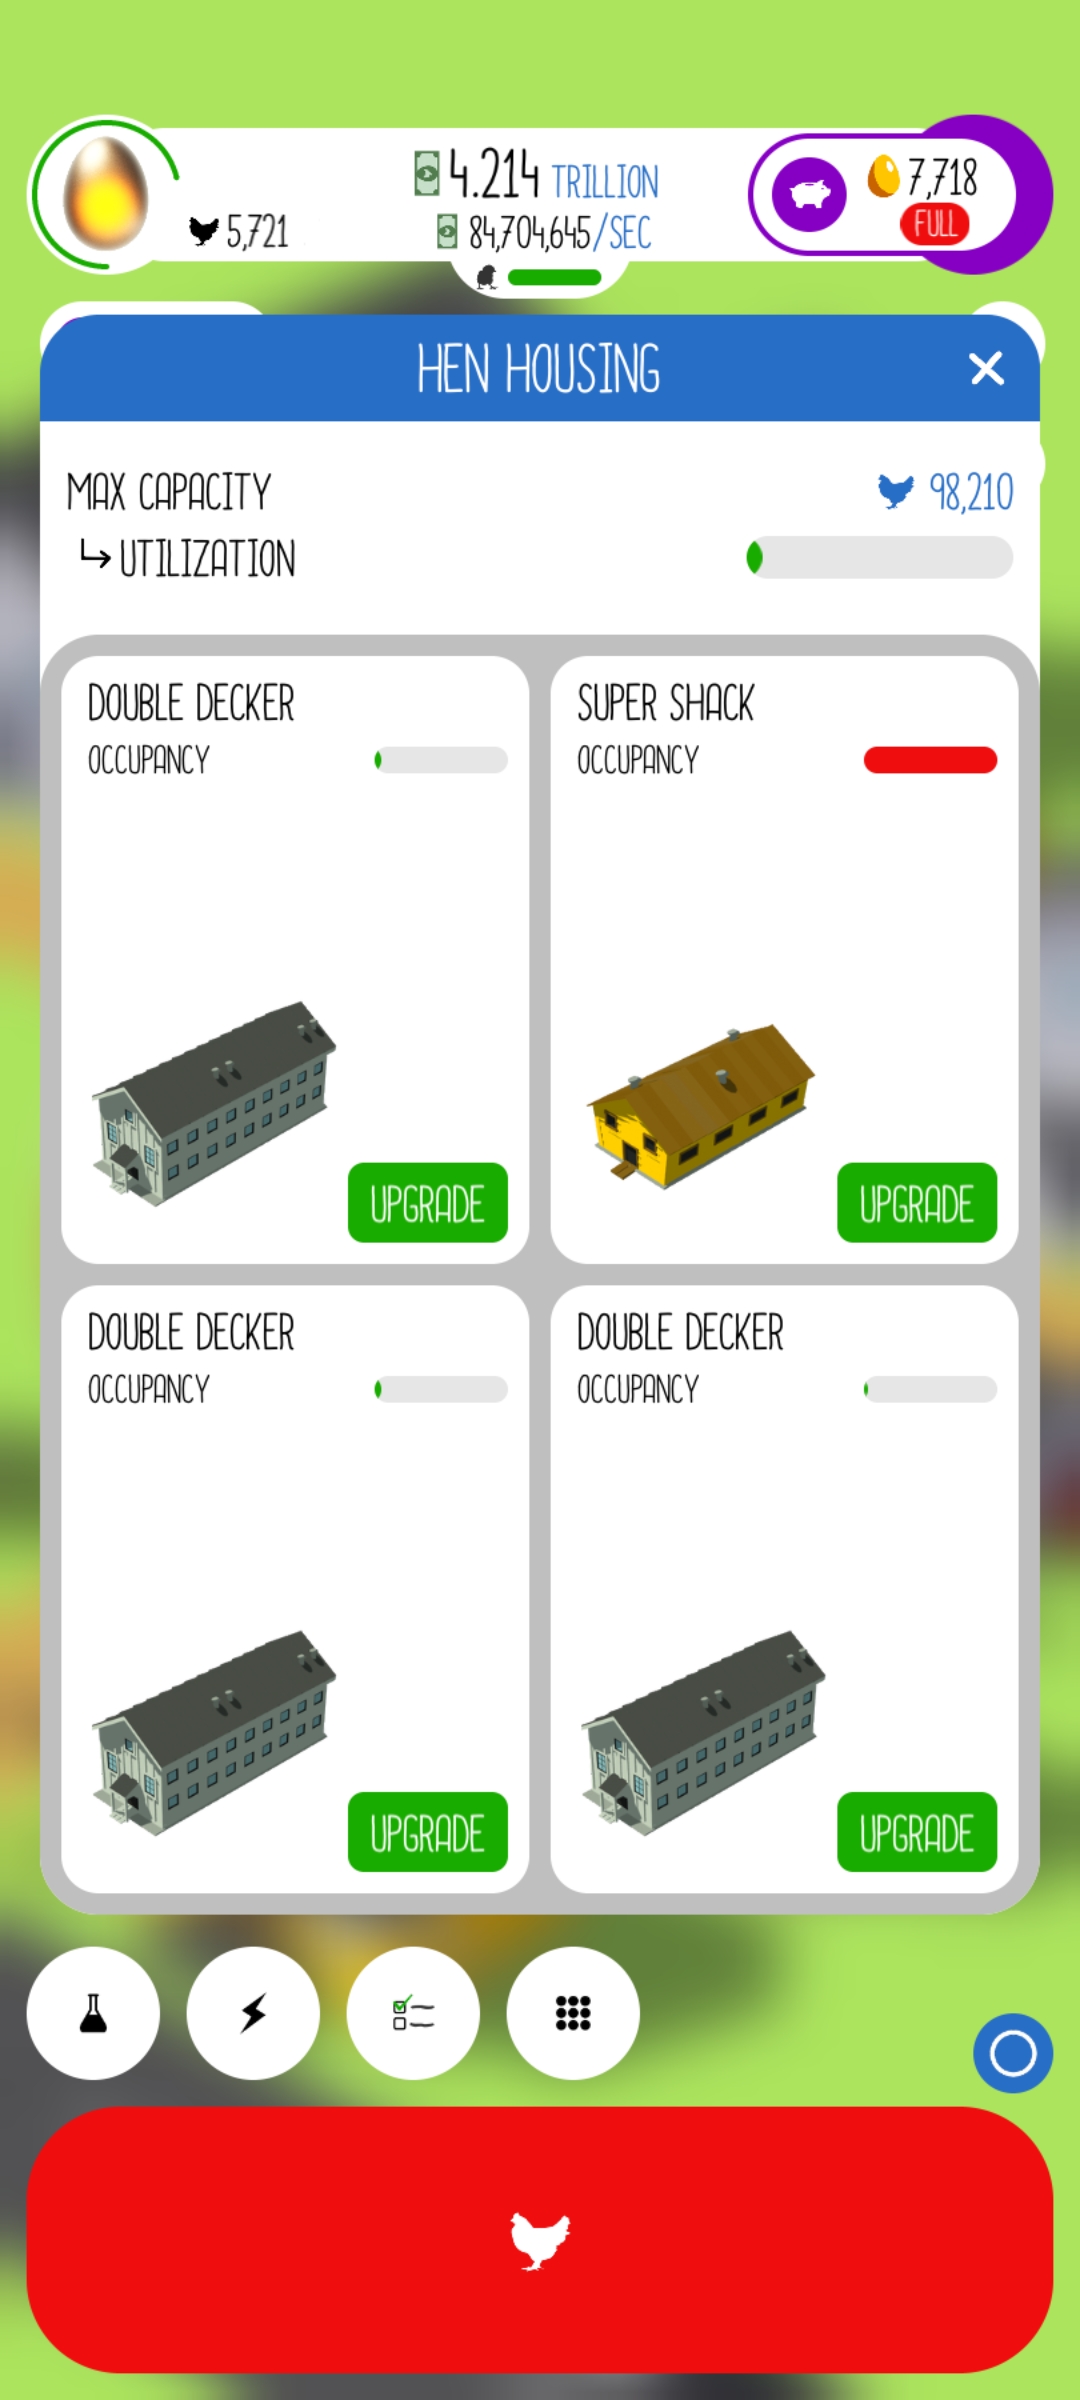 4.214 TRILLION
7,718
5,721
84,704,645/SEC
FULL
HEN HOUSING
MAX CAPACITY
98,210
UTILIZATION
DOUBLE DECKER
OCCUPANCY
UPGRADE
SUPER SHACK
OCCUPANCY
UPGRADE
DOUBLE DECKER
OCCUPANCY
UPGRADE
DOUBLE DECKER
OCCUPANCY
UPGRADE